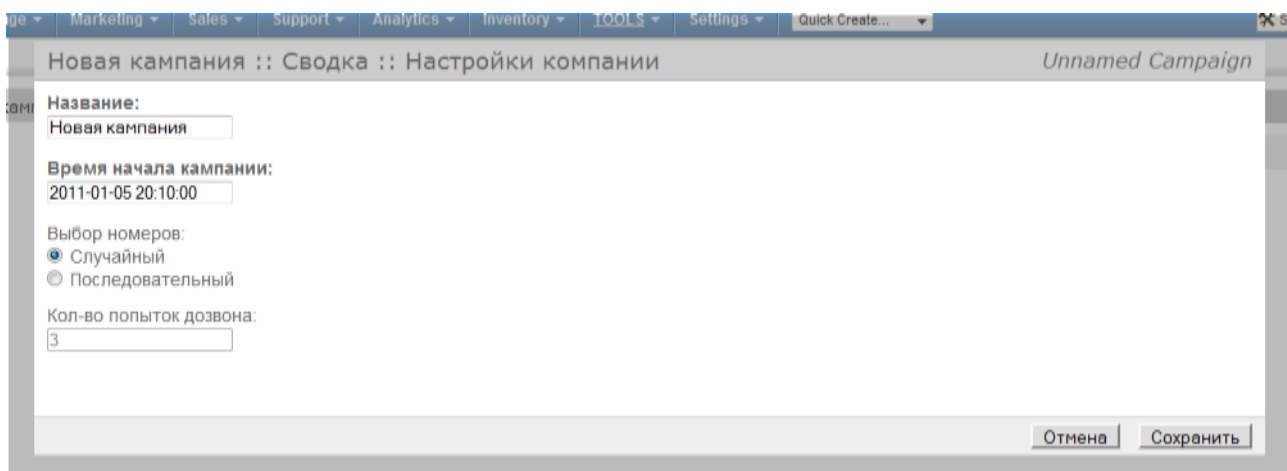 Marketing Sales Support Analytics Inventory TOOLS Settings Quick Create...
Новая кампания :: Сводка :: Настройки компании Unnamed Campaign
Название:
Новая кампания
Время начала кампании:
2011-01-05 20:10:00
Выбор номеров:
Случайный
Последовательный
Кол-во попыток дозвона:
3
Отмена Сохранить